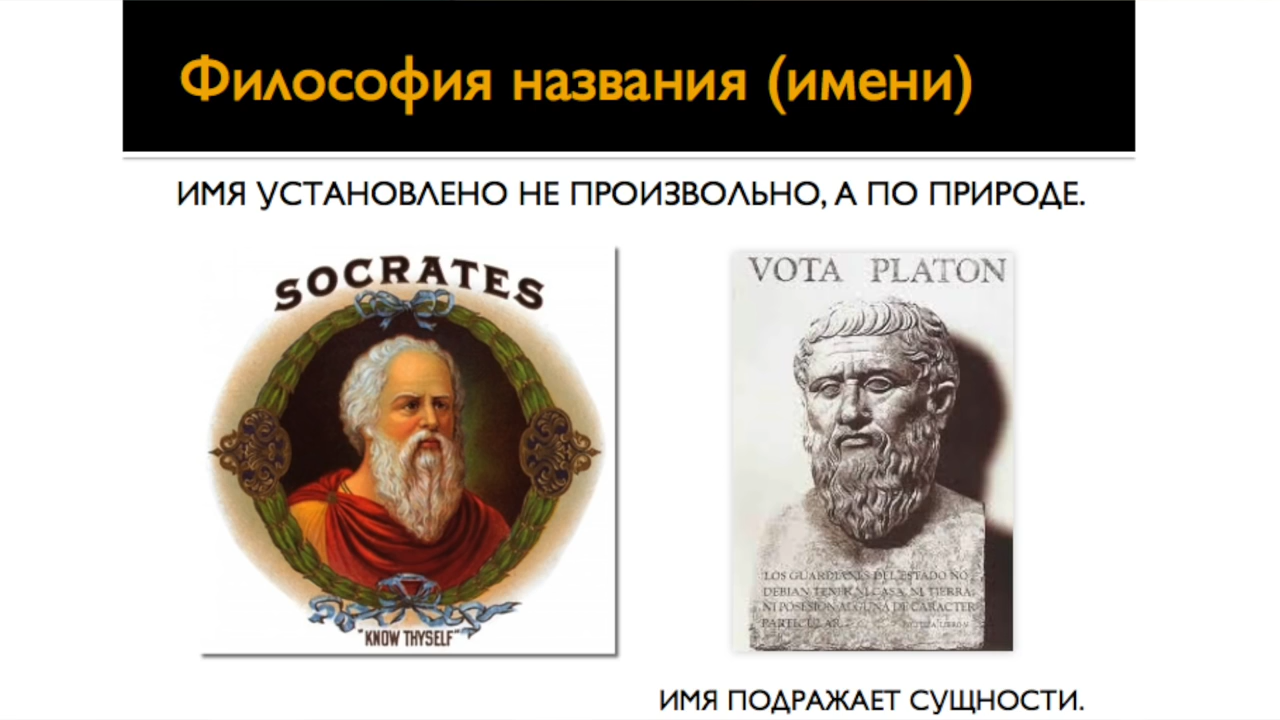 Философия названия (имени)
ИМЯ УСТАНОВЛЕНО НЕ ПРОИЗВОЛЬНО, А ПО ПРИРОДЕ.
SOCRATES
"KNOW THYSELF"
VOTA PLATON
LOS GUARDIANES DEL ESTADO NO
DEBIAN TENER NI CASA, NI TIERRA,
NI POSESION ALGUNA DE CARACTER
PARTICULAR
ИМЯ ПОДРАЖАЕТ СУЩНОСТИ.